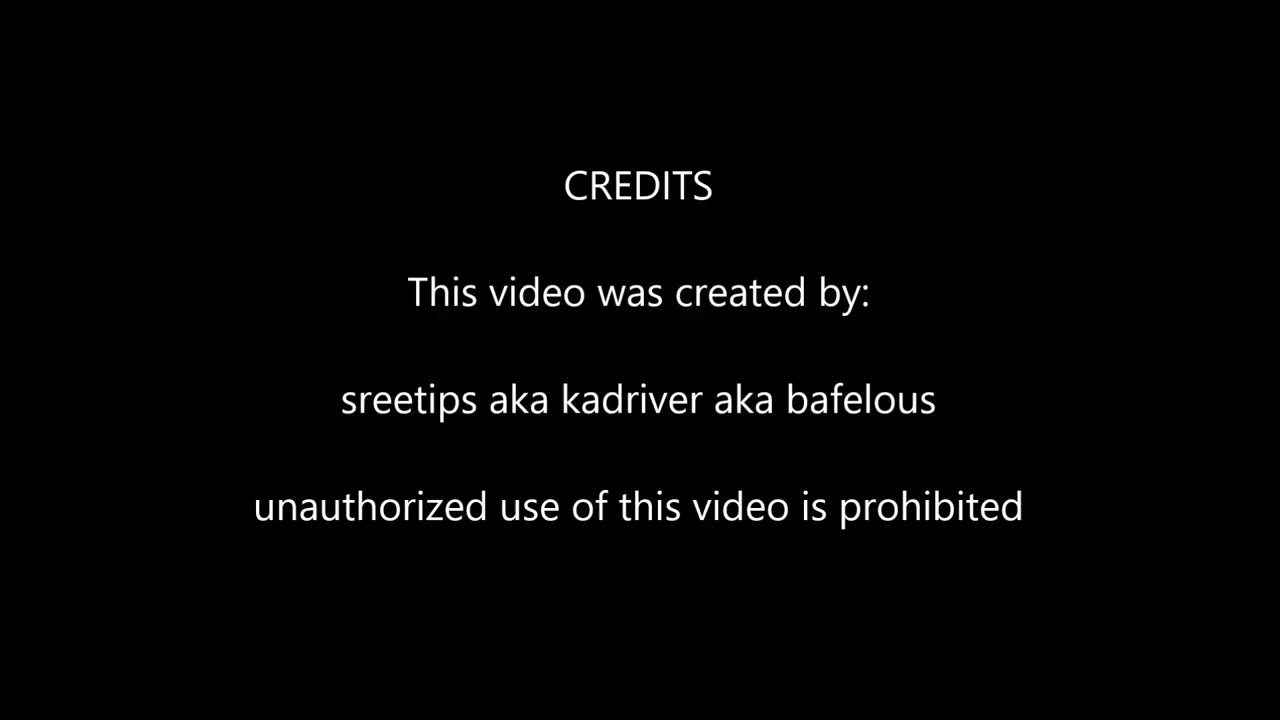 CREDITS
This video was created by:
sreetips aka kadriver aka bafelous
unauthorized use of this video is prohibited